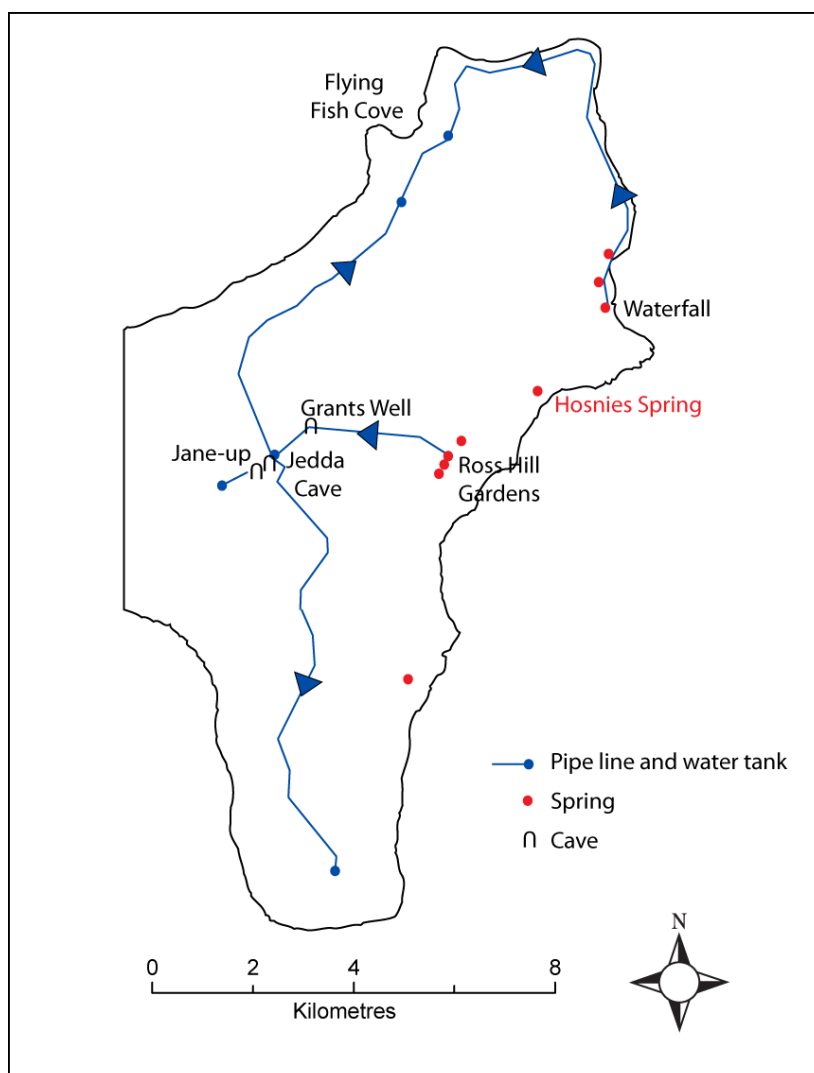 Flying
Fish Cove
Waterfall
Hosnies Spring
Grants Well
Jane-up
Jedda
Cave
Ross Hill
Gardens
Pipe line and water tank
Spring
Cave
N
0 2 4 8
Kilometres